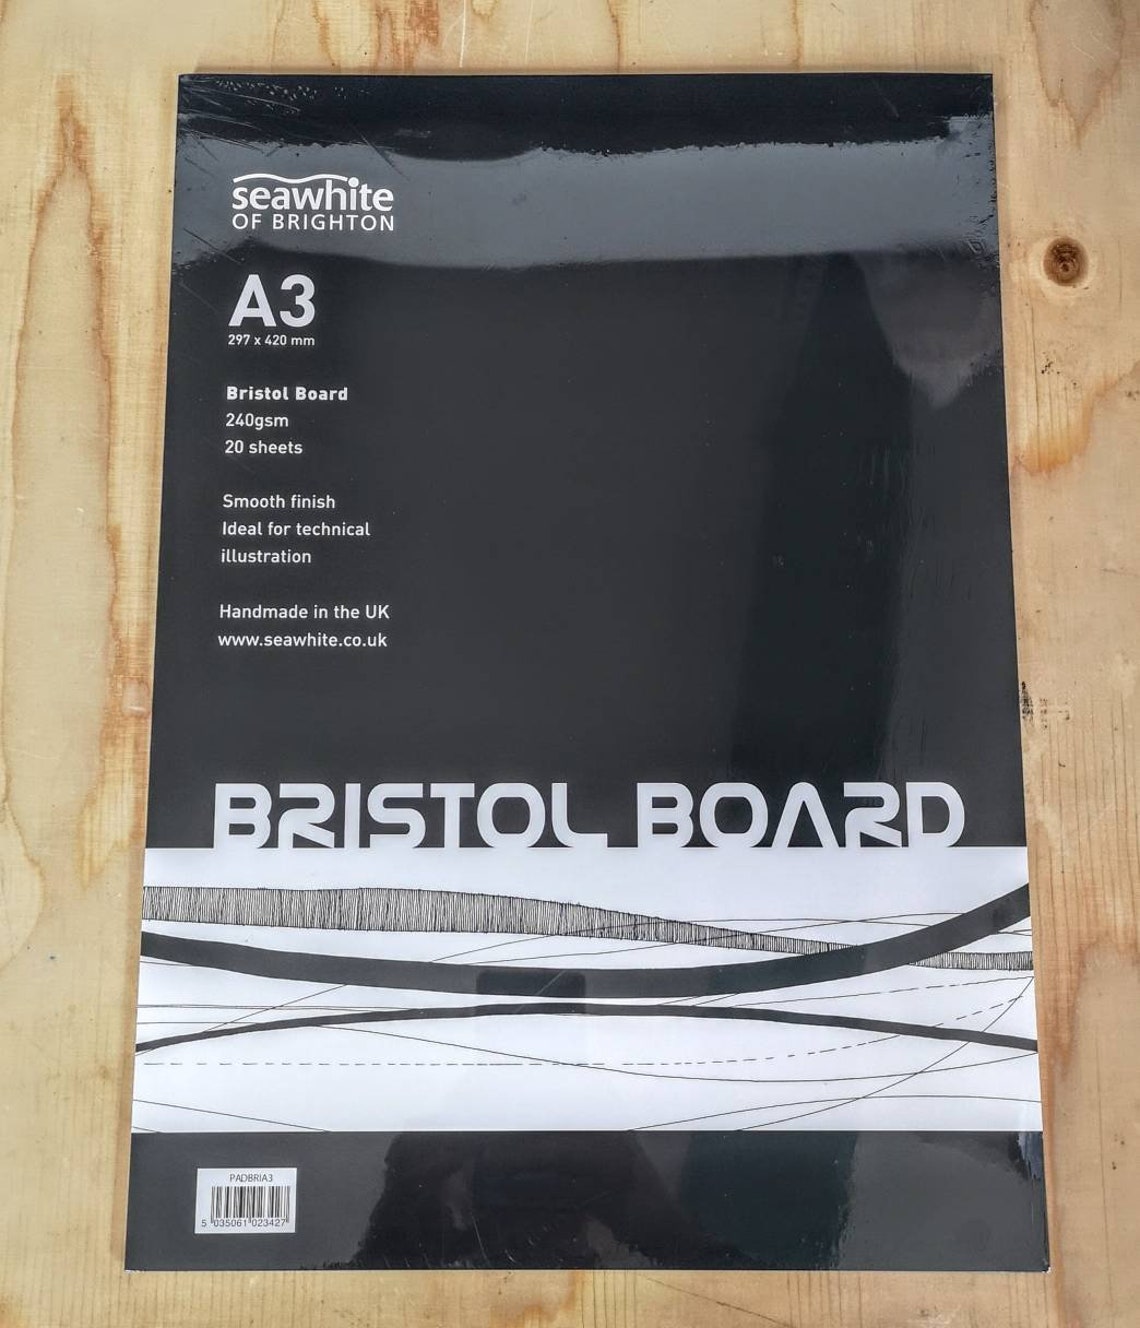 seawhite
OF BRIGHTON
A3
297 x 420 mm
Bristol Board
240gsm
20 sheets
Smooth finish
Ideal for technical
illustration
Handmade in the UK
www.seawhite.co.uk
BRISTOL BOARD
PADBRIA3
5 035061 023427